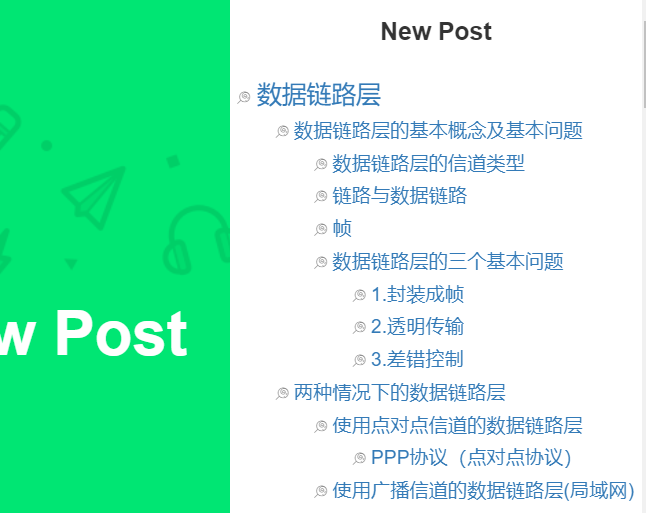 New Post
数据链路层
数据链路层的基本概念及基本问题
数据链路层的信道类型
链路与数据链路
帧
数据链路层的三个基本问题
1.封装成帧
2.透明传输
3.差错控制
两种情况下的数据链路层
使用点对点信道的数据链路层
PPP协议（点对点协议）
使用广播信道的数据链路层(局域网)
w Post